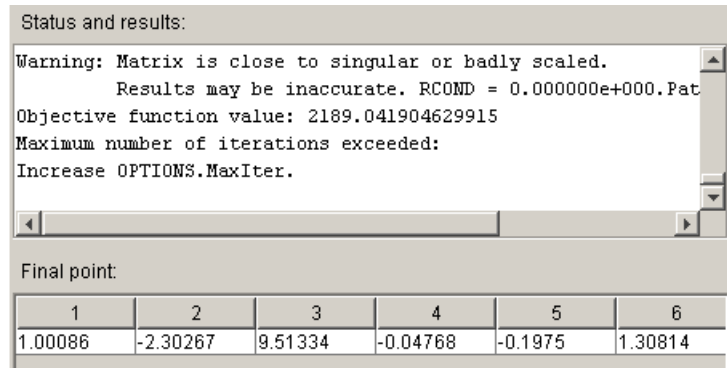 Status and results:
Warning: Matrix is close to singular or badly scaled.
Results may be inaccurate. RCOND = 0.000000e+000.Pat
Objective function value: 2189.041904629915
Maximum number of iterations exceeded:
Increase OPTIONS.MaxIter.
Final point:
1 2 3 4 5 6
1.00086 -2.30267 9.51334 -0.04768 -0.1975 1.30814